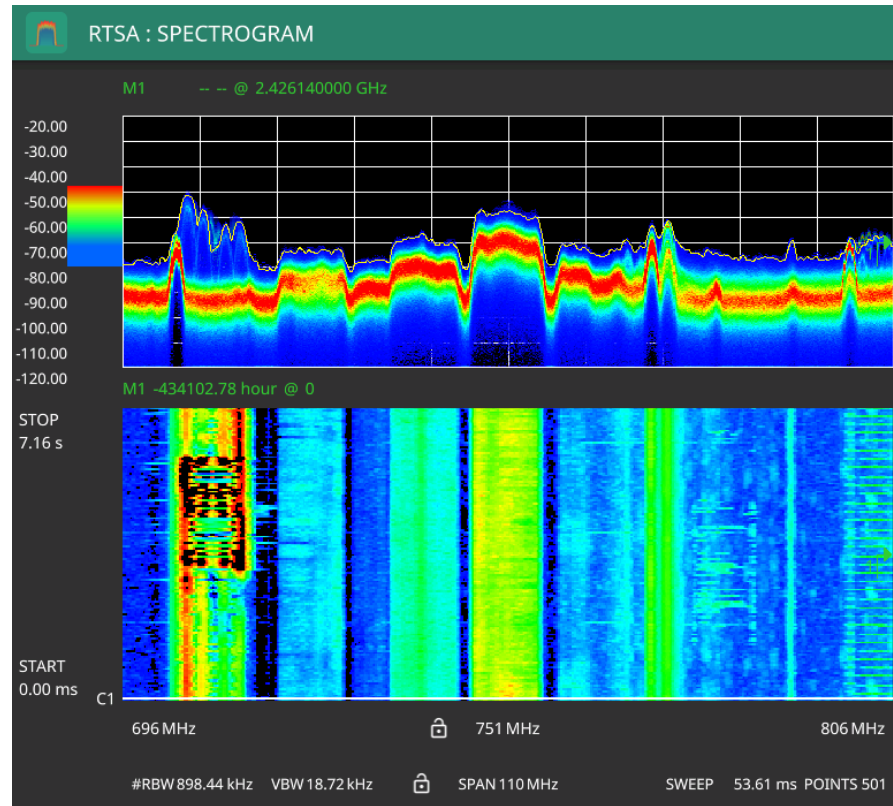 RTSA : SPECTROGRAM
M1 -- -- @ 2.426140000 GHz
-20.00
-30.00
-40.00
-50.00
-60.00
-70.00
-80.00
-90.00
-100.00
-110.00
-120.00
M1 -434102.78 hour @ 0
STOP
7.16 s
START
0.00 ms
C1
696 MHz 751 MHz 806 MHz
#RBW 898.44 kHz VBW 18.72 kHz SPAN 110 MHz SWEEP 53.61 ms POINTS 501